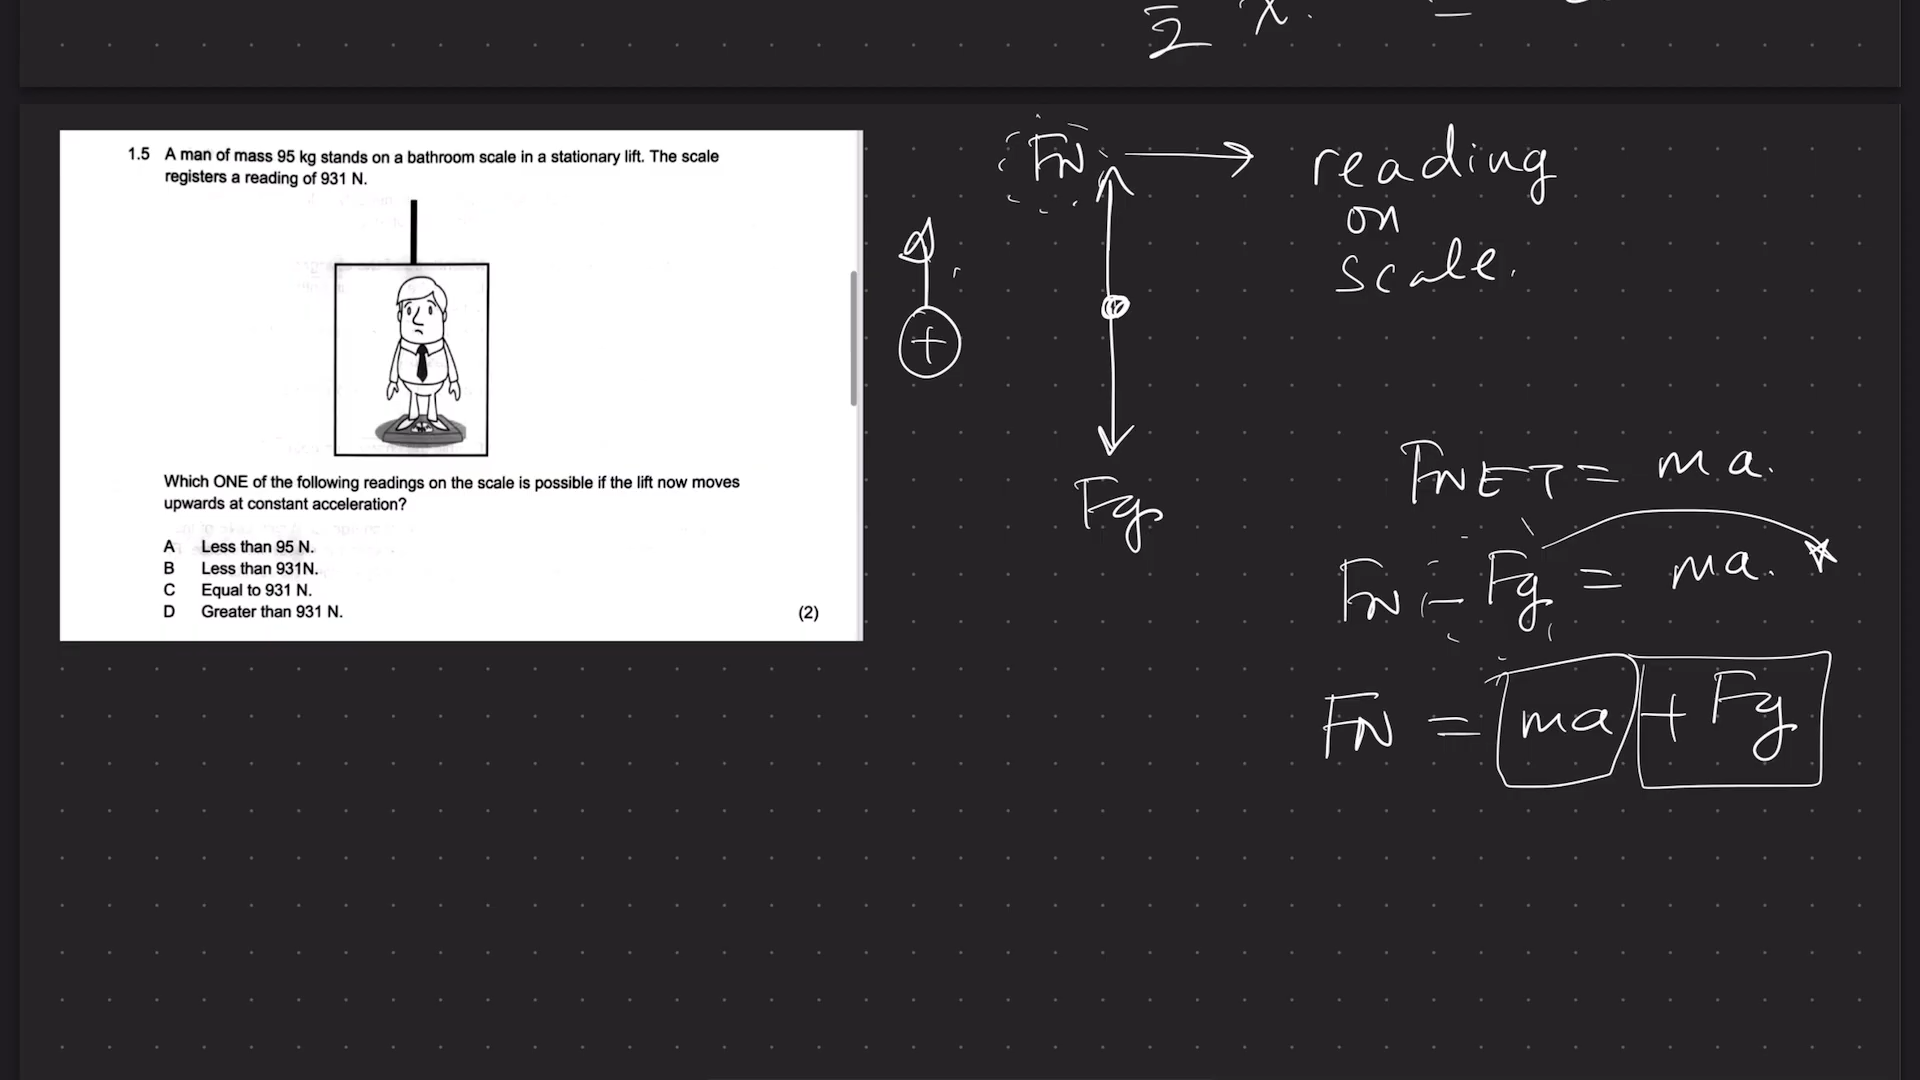 1.5 A man of mass 95 kg stands on a bathroom scale in a stationary lift. The scale
registers a reading of 931 N.
Which ONE of the following readings on the scale is possible if the lift now moves
upwards at constant acceleration?
A Less than 95 N.
B Less than 931N.
C Equal to 931 N.
D Greater than 931 N.
(2)
FN
reading
on
scale.
+
Fg
FNET = ma.
FN - Fg = ma.
FN = ma + Fg
2 x.